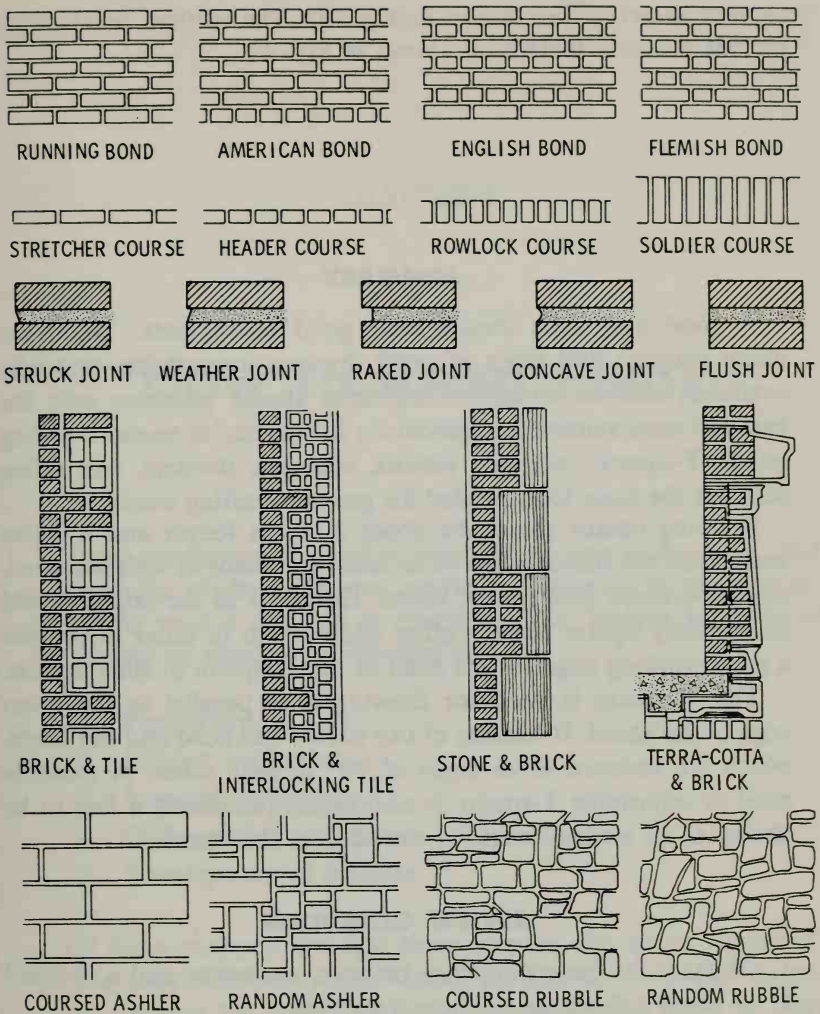 RUNNING BOND
AMERICAN BOND
ENGLISH BOND
FLEMISH BOND
STRETCHER COURSE
HEADER COURSE
ROWLOCK COURSE
SOLDIER COURSE
STRUCK JOINT
WEATHER JOINT
RAKED JOINT
CONCAVE JOINT
FLUSH JOINT
BRICK & TILE
BRICK &
INTERLOCKING TILE
STONE & BRICK
TERRA-COTTA
& BRICK
COURSED ASHLER
RANDOM ASHLER
COURSED RUBBLE
RANDOM RUBBLE